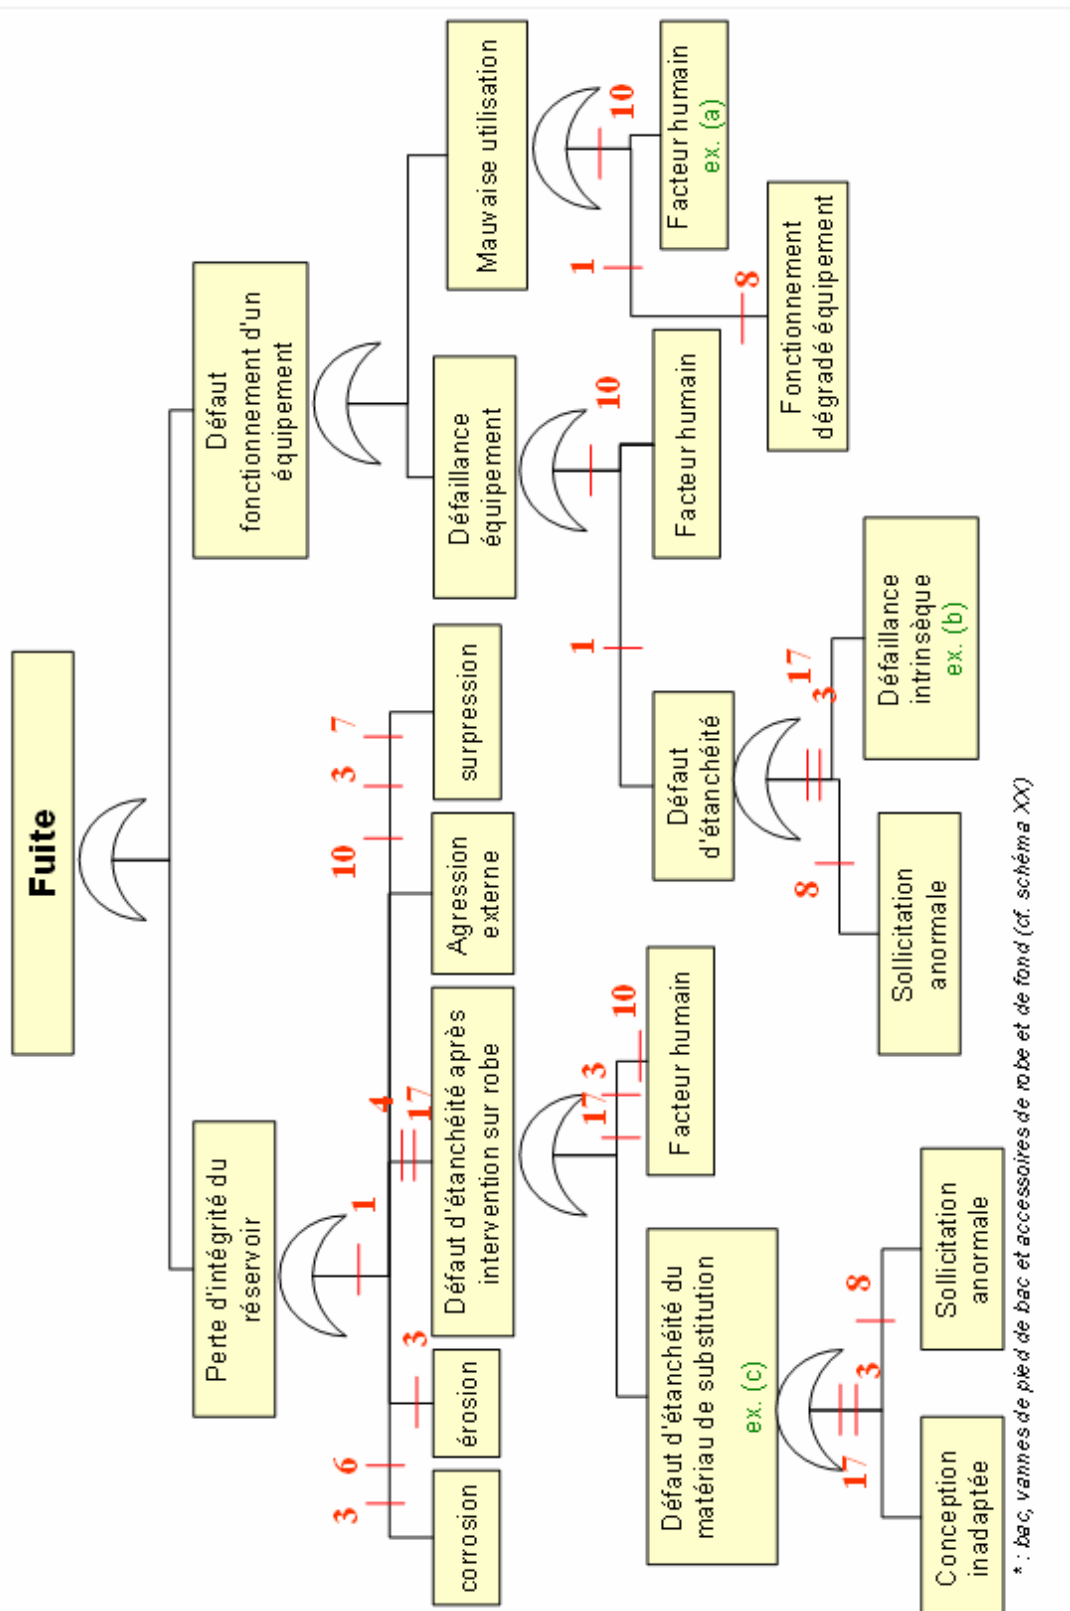 Fuite
Perte d'intégrité du
réservoir
Défaut
fonctionnement d'un
équipement
1
3
6
3
4
17
10
3
7
corrosion
érosion
Défaut d'étanchéité après
intervention sur robe
Agression
externe
surpression
Défaillance
équipement
Mauvaise utilisation
17
3
10
1
10
1
10
8
Défaut d'étanchéité du
matériau de substitution
ex. (c)
Facteur humain
Défaut
d'étanchéité
Facteur humain
Facteur humain
ex. (a)
Fonctionnement
dégradé équipement
17
3
8
8
17
3
Conception
inadaptée
Sollicitation
anormale
Sollicitation
anormale
Défaillance
intrinsèque
ex. (b)
* : bac, vannes de pied de bac et accessoires de robe et de fond (cf. schéma XX)